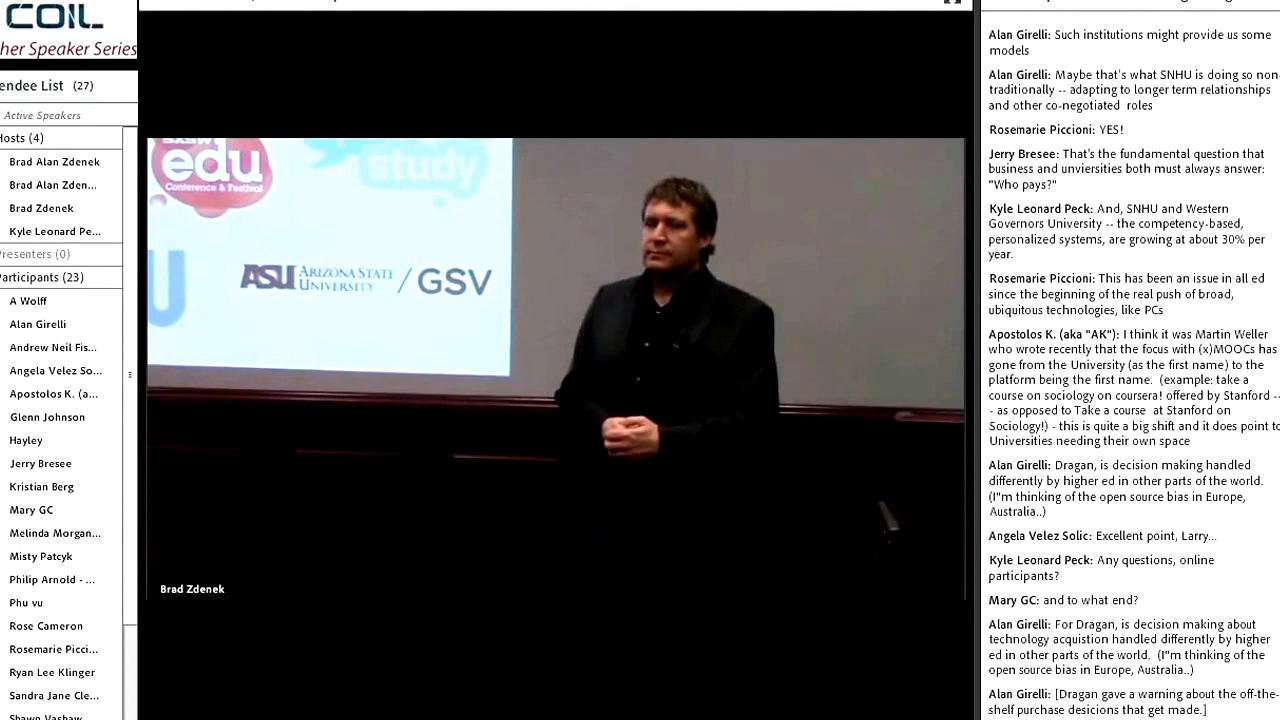 COIL
her Speaker Series
endee List (27)
Active Speakers
Hosts (4)
Brad Alan Zdenek
Brad Alan Zden...
Brad Zdenek
Kyle Leonard Pe...
Presenters (0)
Participants (23)
A Wolff
Alan Girelli
Andrew Neil Fis...
Angela Velez So...
Apostolos K. (a...
Glenn Johnson
Hayley
Jerry Bresee
Kristian Berg
Mary GC
Melinda Morgan...
Misty Patcyk
Philip Arnold - ...
Phu vu
Rose Cameron
Rosemarie Picci...
Ryan Lee Klinger
Sandra Jane Cle...
Shawn Vashaw
edu
Conference & Festival
study
U
ASU ARIZONA STATE UNIVERSITY / GSV
Brad Zdenek
Alan Girelli: Such institutions might provide us some
models
Alan Girelli: Maybe that's what SNHU is doing so non-
traditionally -- adapting to longer term relationships
and other co-negotiated roles
Rosemarie Piccioni: YES!
Jerry Bresee: That's the fundamental question that
business and unviersities both must always answer:
"Who pays?"
Kyle Leonard Peck: And, SNHU and Western
Governors University -- the competency-based,
personalized systems, are growing at about 30% per
year.
Rosemarie Piccioni: This has been an issue in all ed
since the beginning of the real push of broad,
ubiquitous technologies, like PCs
Apostolos K. (aka "AK"): I think it was Martin Weller
who wrote recently that the focus with (x)MOOCs has
gone from the University (as the first name) to the
platform being the first name. (example: take a
course on sociology on coursera! offered by Stanford --
- as opposed to Take a course at Stanford on
Sociology!) - this is quite a big shift and it does point to
Universities needing their own space
Alan Girelli: Dragan, is decision making handled
differently by higher ed in other parts of the world.
(I"m thinking of the open source bias in Europe,
Australia..)
Angela Velez Solic: Excellent point, Larry...
Kyle Leonard Peck: Any questions, online
participants?
Mary GC: and to what end?
Alan Girelli: For Dragan, is decision making about
technology acquistion handled differently by higher
ed in other parts of the world. (I"m thinking of the
open source bias in Europe, Australia..)
Alan Girelli: [Dragan gave a warning about the off-the-
shelf purchase desicions that get made.]